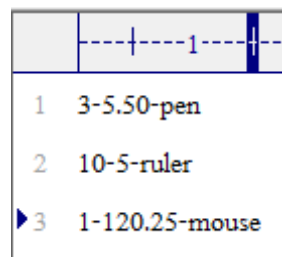 ----+----1----+--
1 3-5.50-pen
2 10-5-ruler
3 1-120.25-mouse